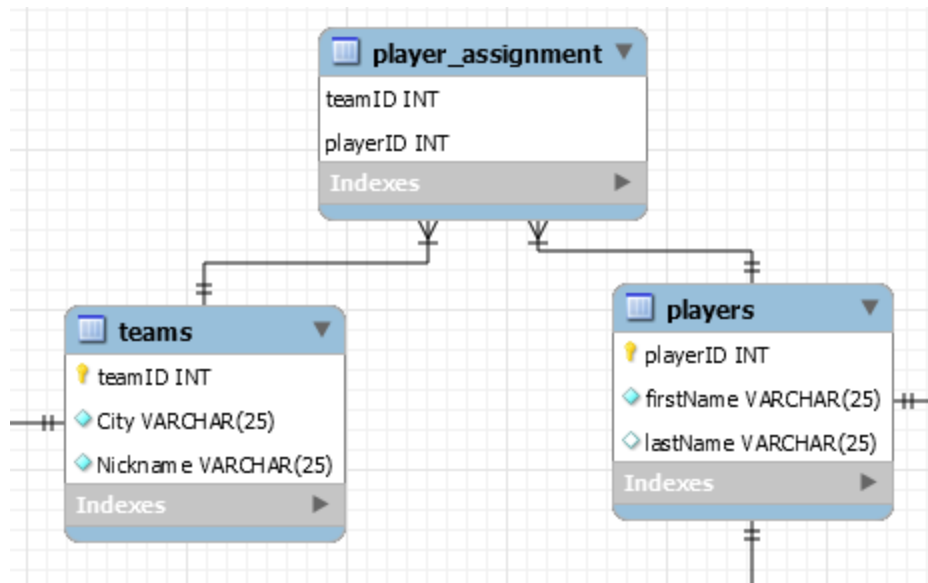 player_assignment
teamID INT
playerID INT
Indexes
teams
teamID INT
City VARCHAR(25)
Nickname VARCHAR(25)
Indexes
players
playerID INT
firstName VARCHAR(25)
lastName VARCHAR(25)
Indexes